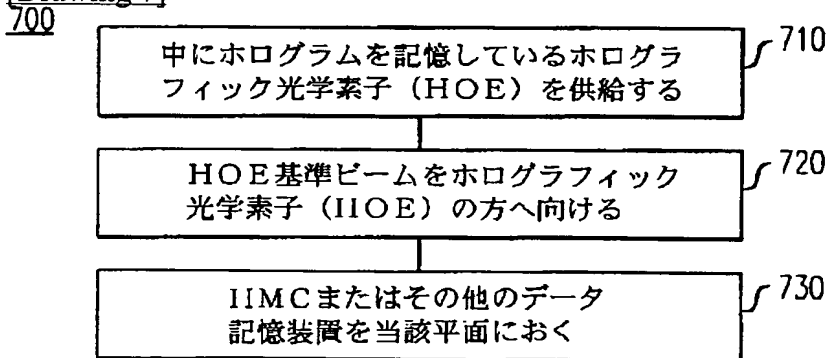 700
中にホログラムを記憶しているホログラ
フィック光学素子（HOE）を供給する
710
HOE基準ビームをホログラフィック
光学素子（IIOE）の方へ向ける
720
IIMCまたはその他のデータ
記憶装置を当該平面におく
730